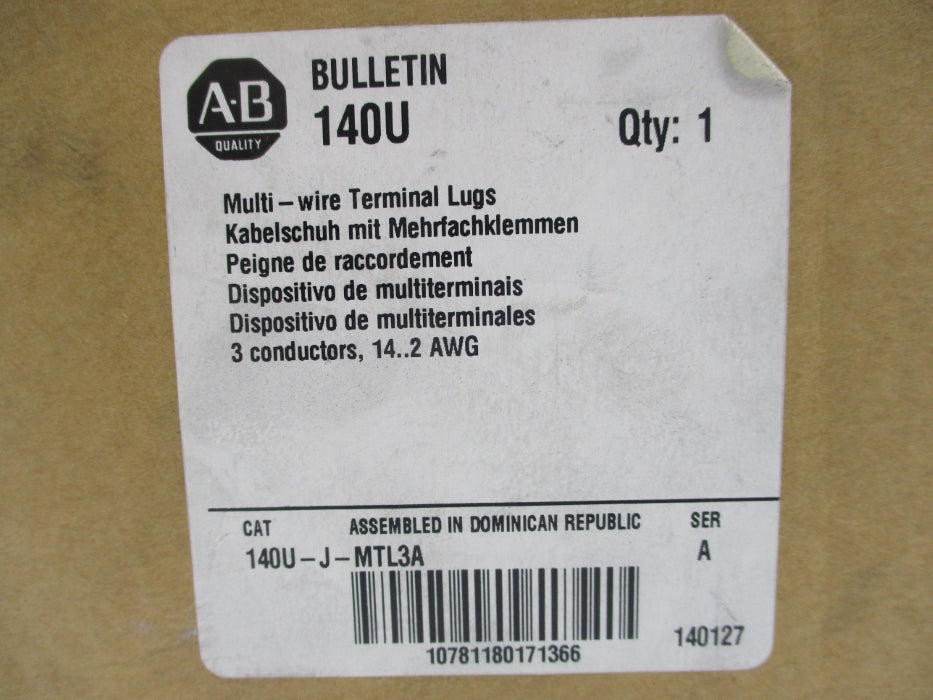 A-B
QUALITY
BULLETIN
140U
Qty: 1
Multi-wire Terminal Lugs
Kabelschuh mit Mehrfachklemmen
Peigne de raccordement
Dispositivo de multiterminais
Dispositivo de multiterminales
3 conductors, 14..2 AWG
CAT ASSEMBLED IN DOMINICAN REPUBLIC SER
140U-J-MTL3A A
10781180171366
140127